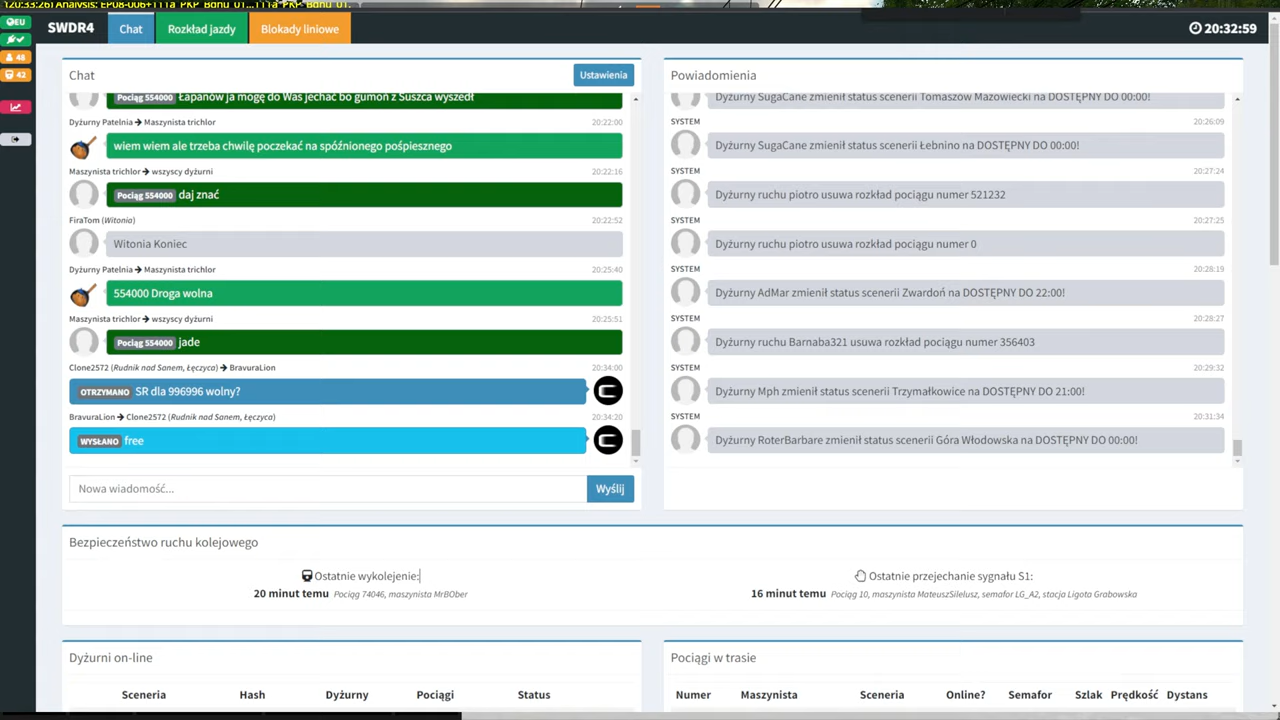 [20:33:26] Analysis: EP08-006+111a_PKP_Bdhu_01...111a_PKP_Bdhu_01.
EU
48
42
SWDR4
Chat
Rozkład jazdy
Blokady liniowe
20:32:59
Chat
Ustawienia
Pociąg 554000 Łapanów ja mogę do Was jechać bo gumoń z Suszca wyszedł
Dyżurny Patelnia → Maszynista trichlor 20:22:00
wiem wiem ale trzeba chwilę poczekać na spóźnionego pośpiesznego
Maszynista trichlor → wszyscy dyżurni 20:22:16
Pociąg 554000 daj znać
FiraTom (Witonia) 20:22:52
Witonia Koniec
Dyżurny Patelnia → Maszynista trichlor 20:25:40
554000 Droga wolna
Maszynista trichlor → wszyscy dyżurni 20:25:51
Pociąg 554000 jade
Clone2572 (Rudnik nad Sanem, Łęczyca) → BravuraLion 20:34:00
OTRZYMANO SR dla 996996 wolny?
BravuraLion → Clone2572 (Rudnik nad Sanem, Łęczyca) 20:34:20
WYSŁANO free
Nowa wiadomość...
Wyślij
Powiadomienia
Dyżurny SugaCane zmienił status scenerii Tomaszów Mazowiecki na DOSTĘPNY DO 00:00!
SYSTEM 20:26:09
Dyżurny SugaCane zmienił status scenerii Łebnino na DOSTĘPNY DO 00:00!
SYSTEM 20:27:24
Dyżurny ruchu piotro usuwa rozkład pociągu numer 521232
SYSTEM 20:27:25
Dyżurny ruchu piotro usuwa rozkład pociągu numer 0
SYSTEM 20:28:19
Dyżurny AdMar zmienił status scenerii Zwardoń na DOSTĘPNY DO 22:00!
SYSTEM 20:28:27
Dyżurny ruchu Barnaba321 usuwa rozkład pociągu numer 356403
SYSTEM 20:29:32
Dyżurny Mph zmienił status scenerii Trzymałkowice na DOSTĘPNY DO 21:00!
SYSTEM 20:31:34
Dyżurny RoterBarbare zmienił status scenerii Góra Włodowska na DOSTĘPNY DO 00:00!
Bezpieczeństwo ruchu kolejowego
Ostatnie wykolejenie:
20 minut temu Pociąg 74046, maszynista MrBOber
Ostatnie przejechanie sygnału S1:
16 minut temu Pociąg 10, maszynista MateuszSilelusz, semafor LG_A2, stacja Ligota Grabowska
Dyżurni on-line
Sceneria Hash Dyżurny Pociągi Status
Pociągi w trasie
Numer Maszynista Sceneria Online? Semafor Szlak Prędkość Dystans